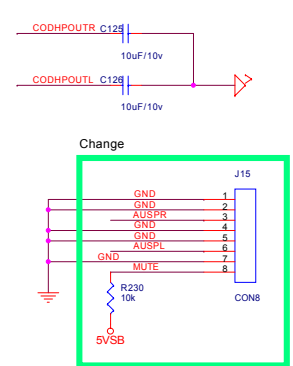 CODHPOUTR C125
10uF/10v
CODHPOUTL C126
10uF/10v
Change
J15
GND 1
GND 2
AUSPR 3
GND 4
GND 5
AUSPL 6
GND 7
MUTE 8
R230
10k
CON8
5VSB